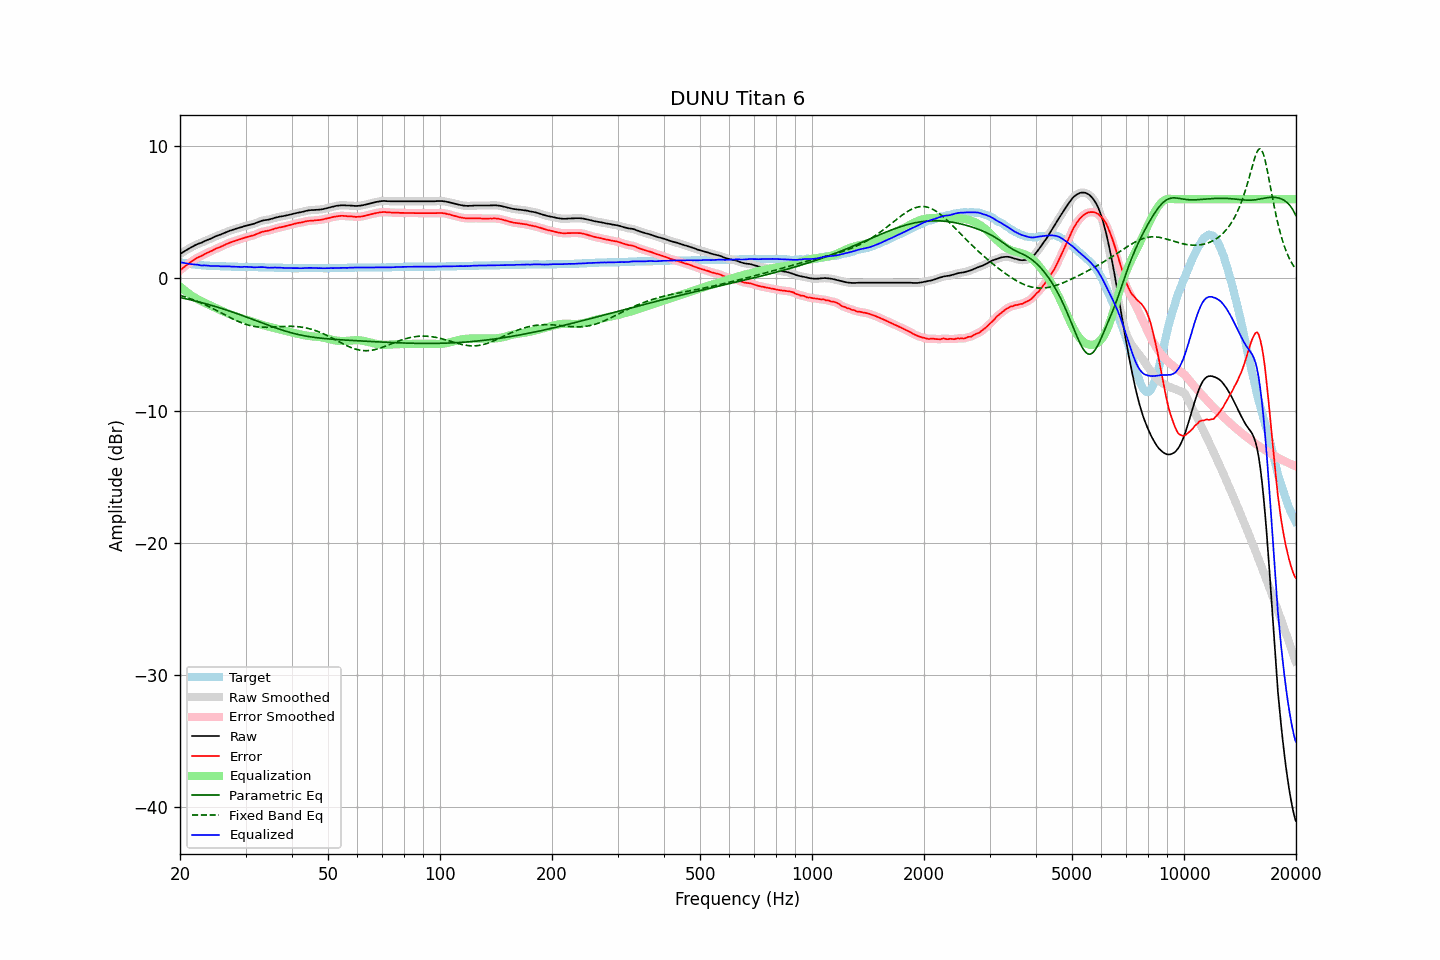 DUNU Titan 6
Amplitude (dBr)
10
0
−10
−20
−30
−40
Target
Raw Smoothed
Error Smoothed
Raw
Error
Equalization
Parametric Eq
Fixed Band Eq
Equalized
20 50 100 200 500 1000 2000 5000 10000 20000
Frequency (Hz)